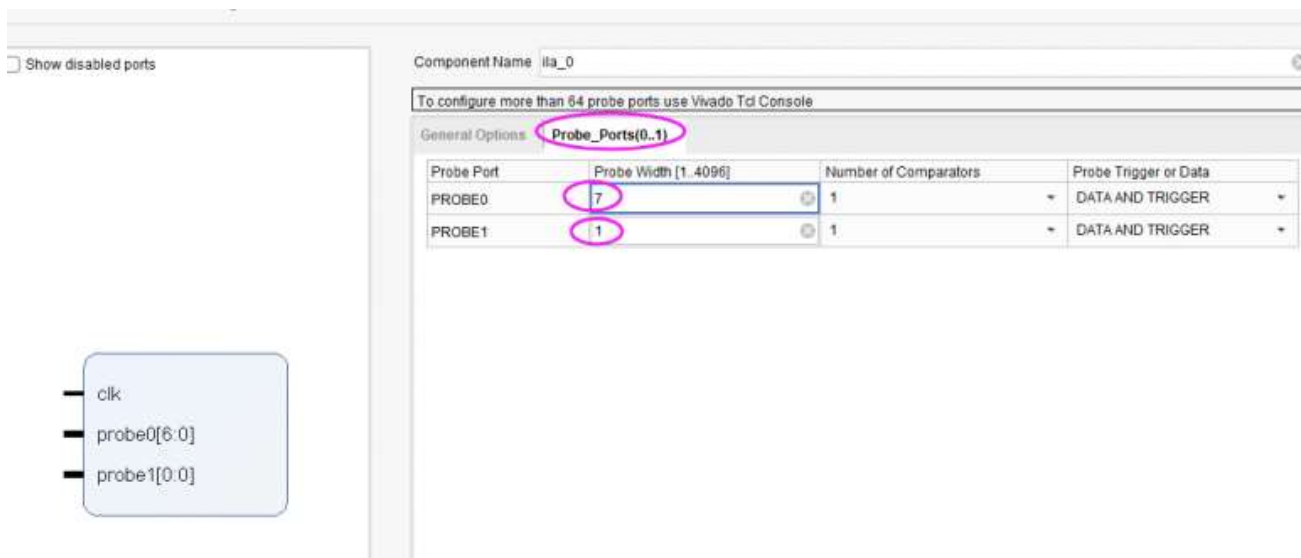 Show disabled ports
Component Name ila_0
To configure more than 64 probe ports use Vivado Tcl Console
General Options Probe_Ports(0..1)
Probe Port Probe Width [1..4096] Number of Comparators Probe Trigger or Data
PROBE0 7 1 DATA AND TRIGGER
PROBE1 1 1 DATA AND TRIGGER
clk
probe0[6:0]
probe1[0:0]